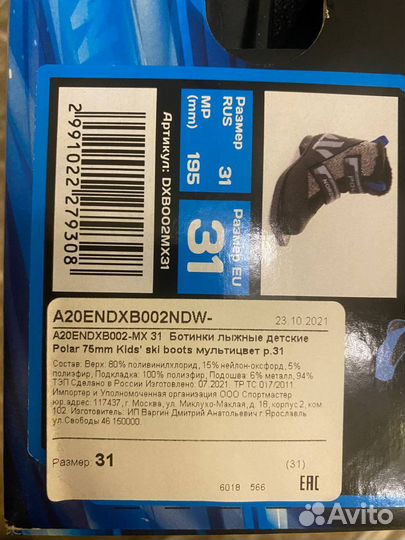 29910221279308
Артикул: DXB002MX31
Размер RUS 31
MP (mm) 195
31
Размер EU
A20ENDXB002NDW-
23.10.2021
A20ENDXB002-MX 31 Ботинки лыжные детские
Polar 75mm Kids' ski boots мультицвет р.31
Состав: Верх: 80% поливинилхлорид, 15% нейлон-оксфорд, 5%
полиэфир, Подкладка: 100% полиэфир, Подошва: 6% металл, 94%
ТЭП Сделано в России Изготовлено: 07.2021. ТР ТС 017/2011
Импортер и Уполномоченная организация ООО Спортмастер
юр.адрес: 117437, г. Москва, ул. Миклухо-Маклая, д. 18, корпус 2, ком
102. Изготовитель: ИП Варгин Дмитрий Анатольевич г.Ярославль
ул.Свободы 46 150000.
Размер: 31
(31)
6018 566
EAC
Avito